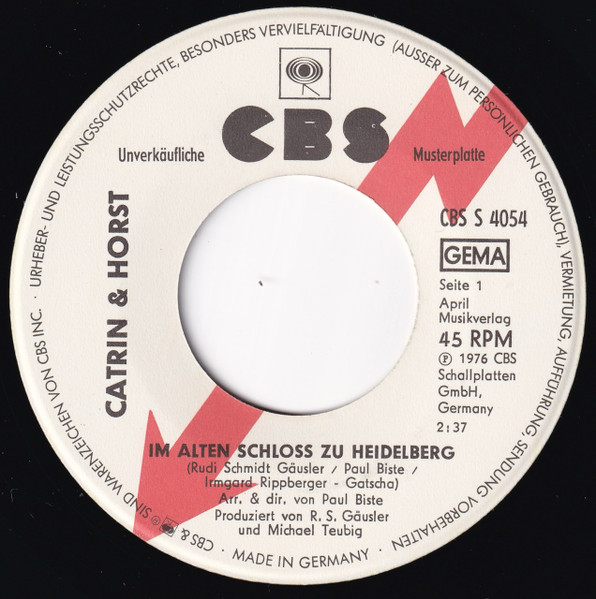 URHEBER- UND LEISTUNGSSCHUTZRECHTE, BESONDERS VERVIELFÄLTIGUNG (AUSSER ZUM PERSÖNLICHEN GEBRAUCH), VERMIETUNG, AUFFÜHRUNG, SENDUNG VORBEHALTEN
CBS
Unverkäufliche
Musterplatte
CATRIN & HORST
CBS S 4054
GEMA
Seite 1
April
Musikverlag
45 RPM
℗ 1976 CBS
Schallplatten
GmbH,
Germany
2:37
IM ALTEN SCHLOSS ZU HEIDELBERG
(Rudi Schmidt Gäusler / Paul Biste /
Irmgard Rippberger - Gatscha)
Arr. & dir. von Paul Biste
Produziert von R. S. Gäusler
und Michael Teubig
· MADE IN GERMANY ·
CBS & ® SIND WARENZEICHEN VON CBS INC. ·